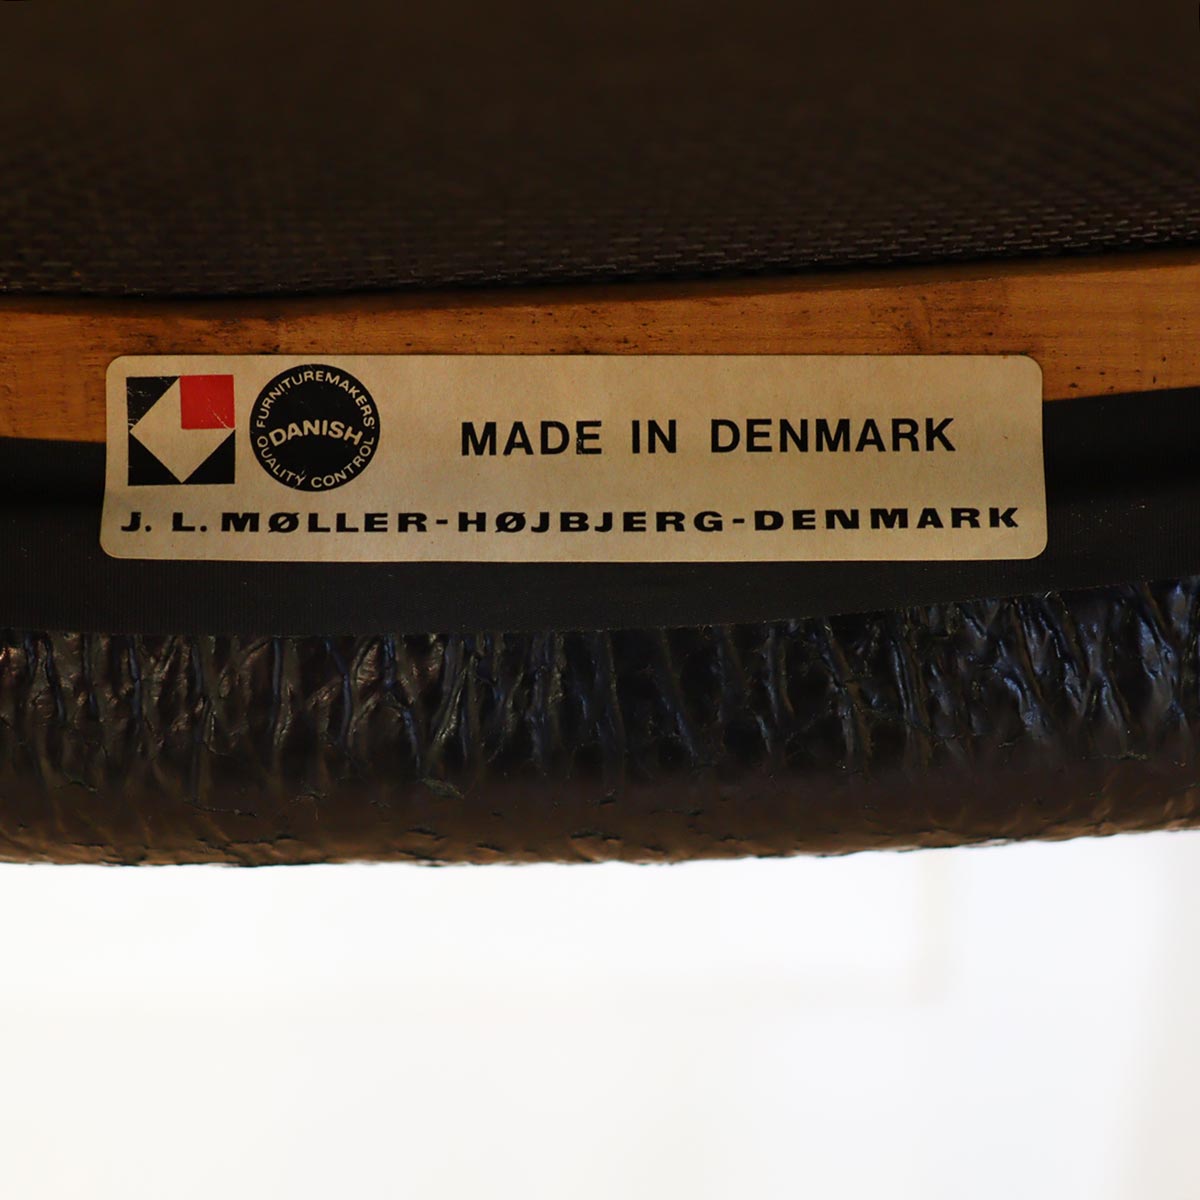 FURNITUREMAKERS'
DANISH
QUALITY CONTROL
MADE IN DENMARK
J. L. MØLLER-HØJBJERG-DENMARK